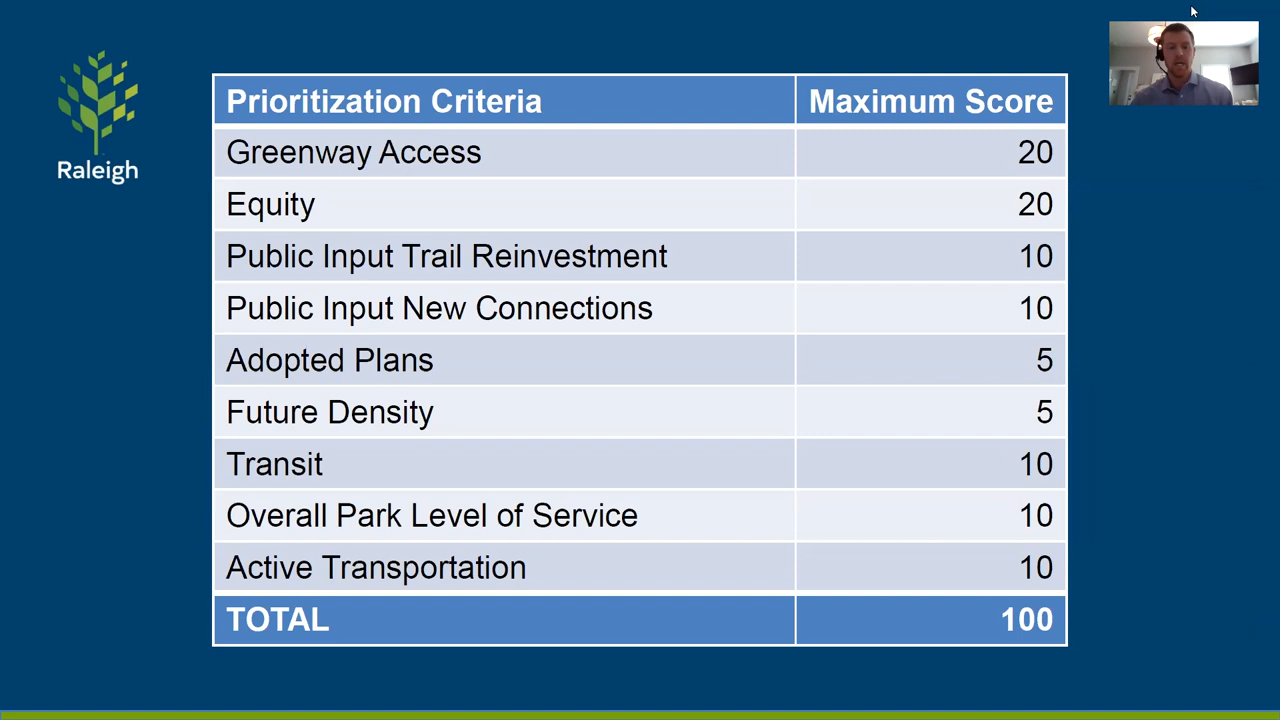 Raleigh
Prioritization Criteria Maximum Score
Greenway Access 20
Equity 20
Public Input Trail Reinvestment 10
Public Input New Connections 10
Adopted Plans 5
Future Density 5
Transit 10
Overall Park Level of Service 10
Active Transportation 10
TOTAL 100